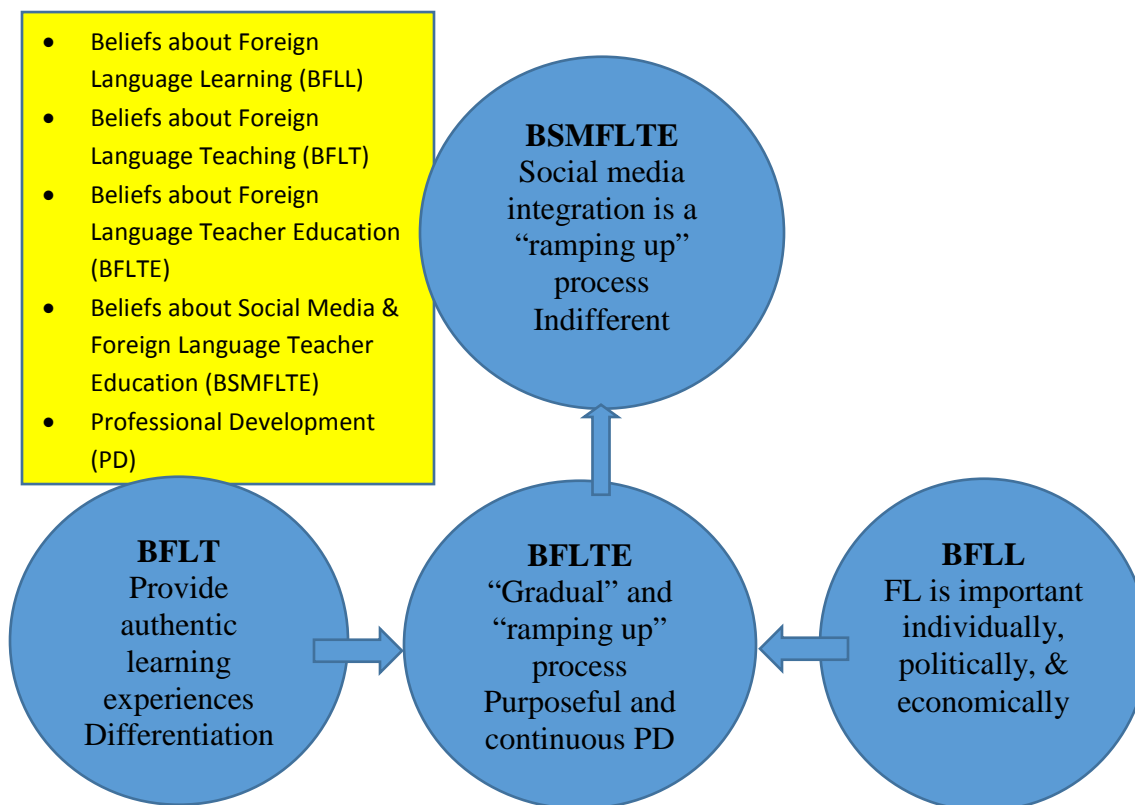 • Beliefs about Foreign
Language Learning (BFLL)
• Beliefs about Foreign
Language Teaching (BFLT)
• Beliefs about Foreign
Language Teacher Education
(BFLTE)
• Beliefs about Social Media &
Foreign Language Teacher
Education (BSMFLTE)
• Professional Development
(PD)
BSMFLTE
Social media
integration is a
“ramping up”
process
Indifferent
BFLT
Provide
authentic
learning
experiences
Differentiation
BFLTE
“Gradual” and
“ramping up”
process
Purposeful and
continuous PD
BFLL
FL is important
individually,
politically, &
economically